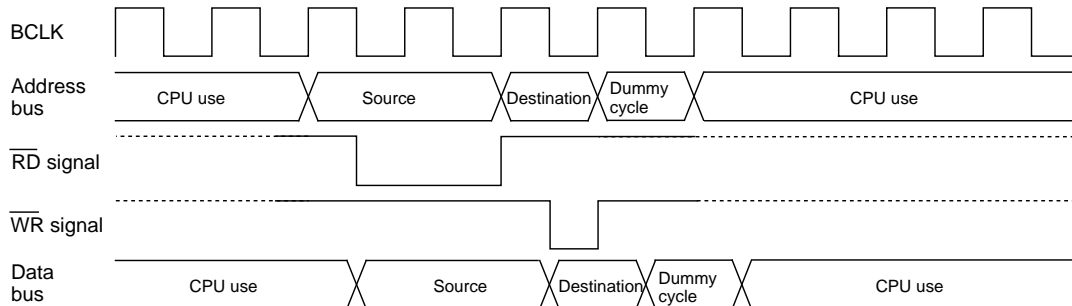 BCLK
Address
bus
CPU use
Source
Destination
Dummy
cycle
CPU use
RD signal
WR signal
Data
bus
CPU use
Source
Destination
Dummy
cycle
CPU use